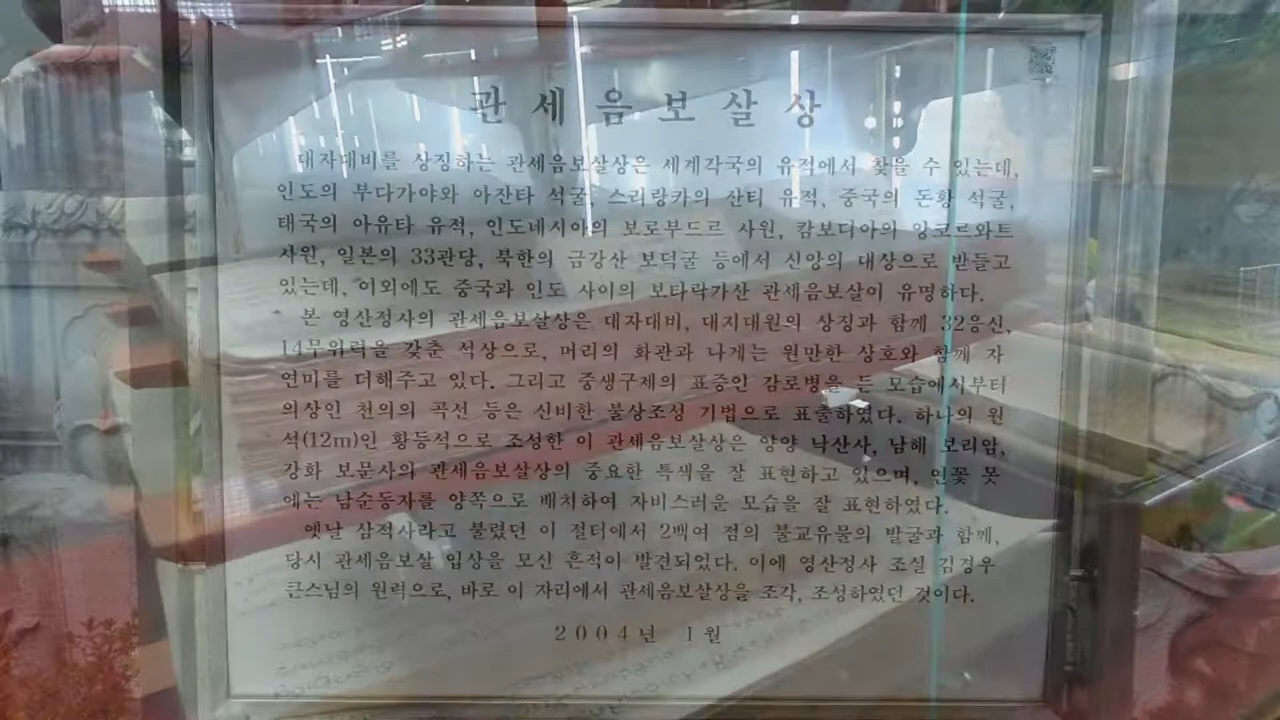 관세음보살상
대자대비를 상징하는 관세음보살상은 세계각국의 유적에서 찾을 수 있는데,
인도의 부다가야와 아잔타 석굴, 스리랑카의 산티 유적, 중국의 돈황 석굴,
태국의 아유타 유적, 인도네시아의 보로부드르 사원, 캄보디아의 앙코르와트
사원, 일본의 33관당, 북한의 금강산 보덕굴 등에서 신앙의 대상으로 받들고
있는데, 이외에도 중국과 인도 사이의 보타락가산 관세음보살이 유명하다.
본 영산정사의 관세음보살상은 대자대비, 대지대원의 상징과 함께 32응신,
14무위력을 갖춘 석상으로, 머리의 화관과 나게는 원만한 상호와 함께 자
연미를 더해주고 있다. 그리고 중생구제의 표증인 감로병을 든 모습에서부터
의상인 천의의 곡선 등은 신비한 불상조성 기법으로 표출하였다. 하나의 원
석(12m)인 황등석으로 조성한 이 관세음보살상은 양양 낙산사, 남해 보리암,
강화 보문사의 관세음보살상의 중요한 특색을 잘 표현하고 있으며, 연꽃 못
에는 남순동자를 양쪽으로 배치하여 자비스러운 모습을 잘 표현하였다.
옛날 삼적사라고 불렸던 이 절터에서 2백여 점의 불교유물의 발굴과 함께,
당시 관세음보살 입상을 모신 흔적이 발견되었다. 이에 영산정사 조실 김경우
큰스님의 원력으로, 바로 이 자리에서 관세음보살상을 조각, 조성하였던 것이다.
2004년 1월